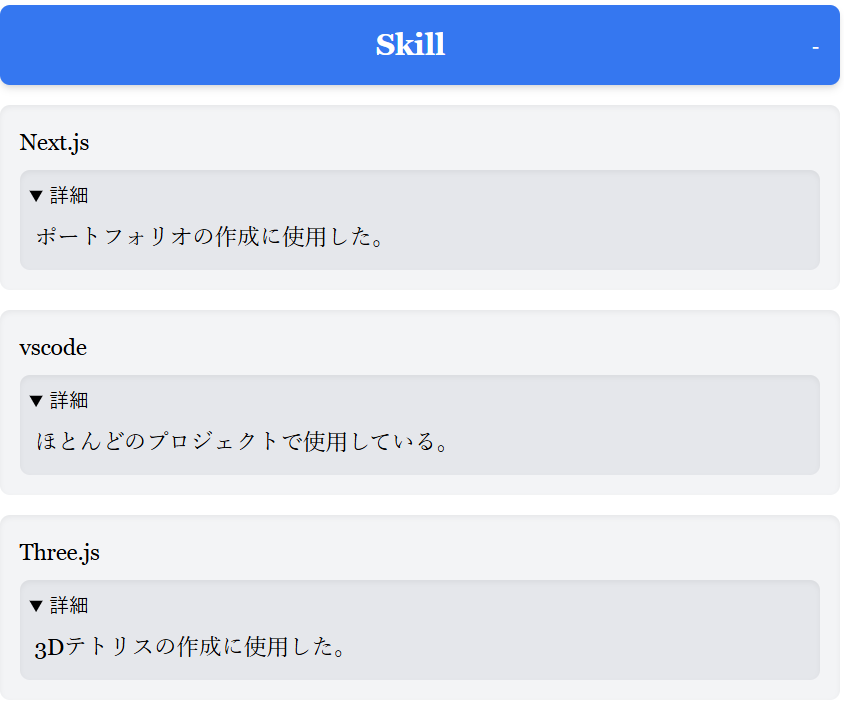 Skill
-
Next.js
▼ 詳細
ポートフォリオの作成に使用した。
vscode
▼ 詳細
ほとんどのプロジェクトで使用している。
Three.js
▼ 詳細
3Dテトリスの作成に使用した。